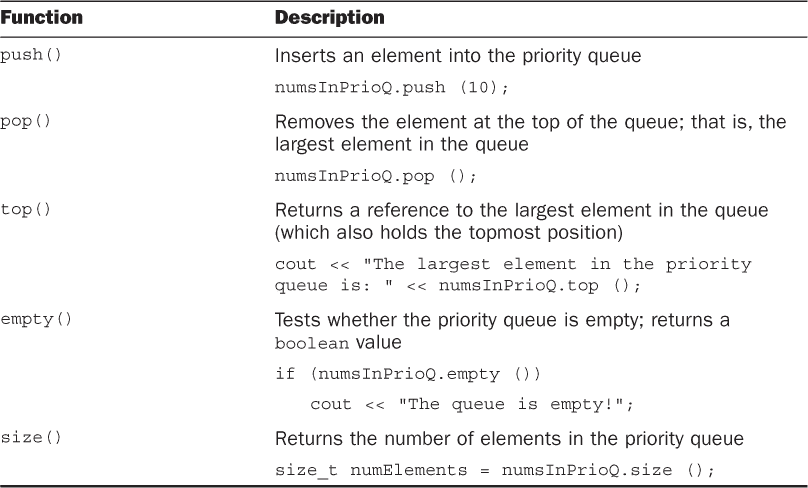 Function Description
push() Inserts an element into the priority queue
numsInPrioQ.push (10);
pop() Removes the element at the top of the queue; that is, the
largest element in the queue
numsInPrioQ.pop ();
top() Returns a reference to the largest element in the queue
(which also holds the topmost position)
cout << "The largest element in the priority
queue is: " << numsInPrioQ.top ();
empty() Tests whether the priority queue is empty; returns a
boolean value
if (numsInPrioQ.empty ())
cout << "The queue is empty!";
size() Returns the number of elements in the priority queue
size_t numElements = numsInPrioQ.size ();